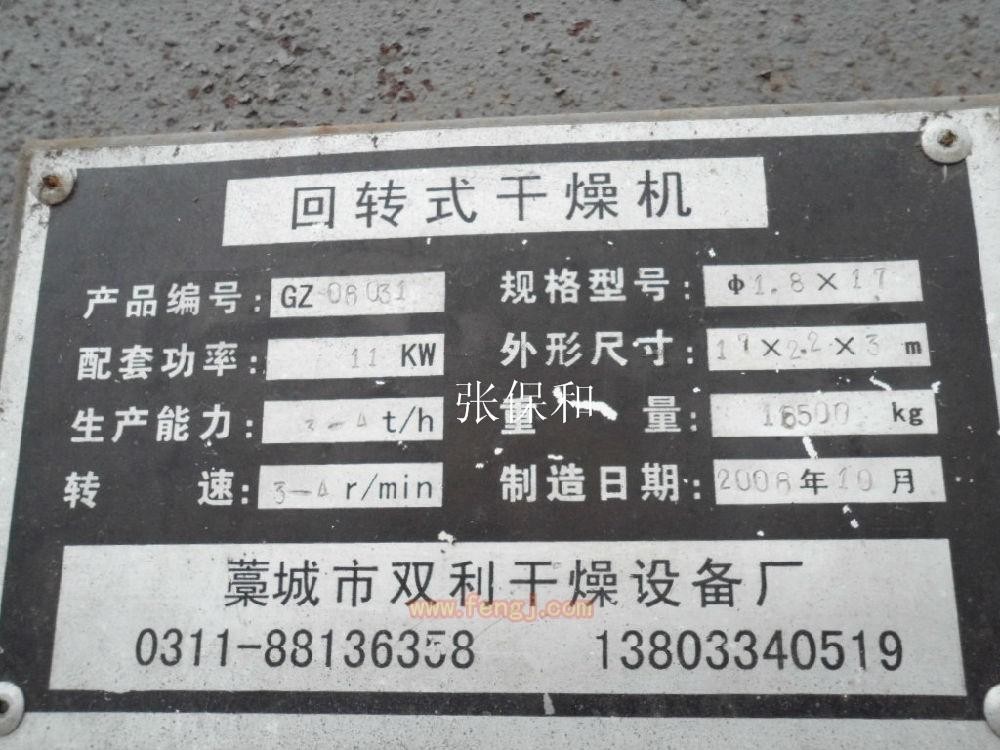 回转式干燥机
产品编号: GZ 08031 规格型号: Φ1.8×17
配套功率: 11 KW 外形尺寸: 17×2.2×3 m
生产能力: 3-4 t/h 重量: 16500 kg
张保和
转速: 3-4 r/min 制造日期: 2008年10月
藁城市双利干燥设备厂
www.fengj.com
0311-88136358 13803340519